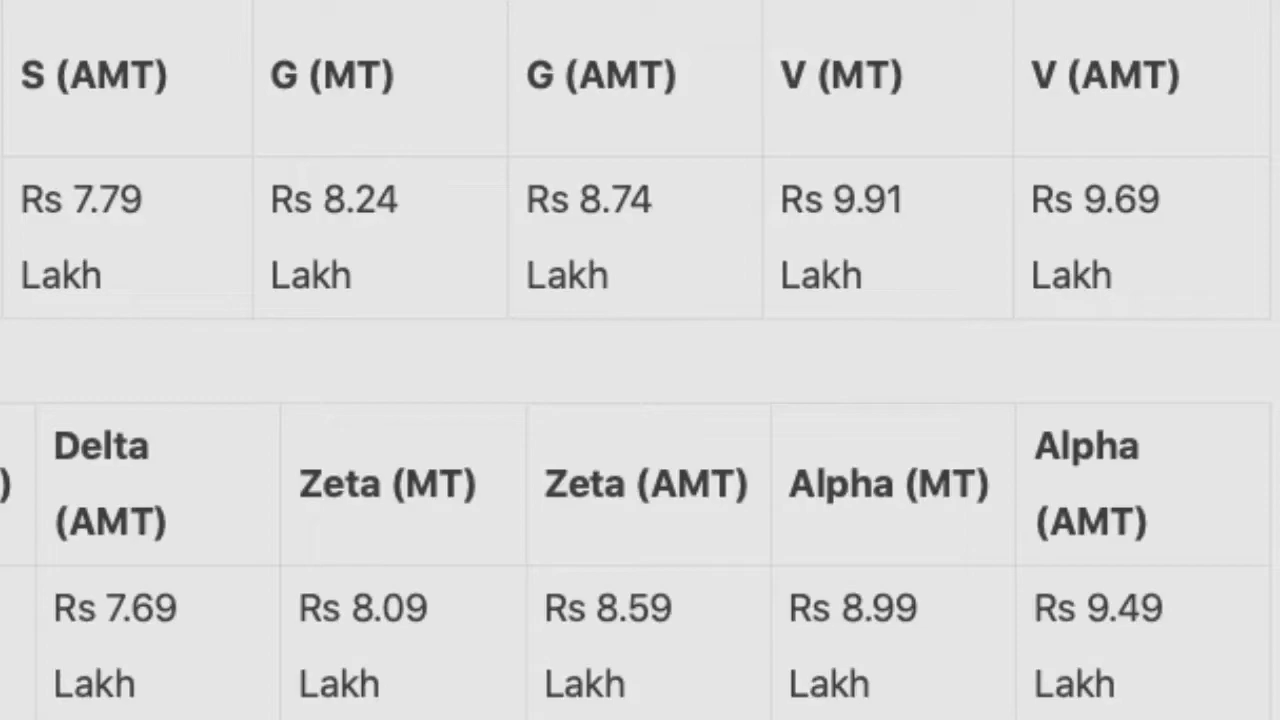 S (AMT) G (MT) G (AMT) V (MT) V (AMT)
Rs 7.79 Rs 8.24 Rs 8.74 Rs 9.91 Rs 9.69
Lakh Lakh Lakh Lakh Lakh
Delta Alpha
) Zeta (MT) Zeta (AMT) Alpha (MT)
(AMT) (AMT)
Rs 7.69 Rs 8.09 Rs 8.59 Rs 8.99 Rs 9.49
Lakh Lakh Lakh Lakh Lakh